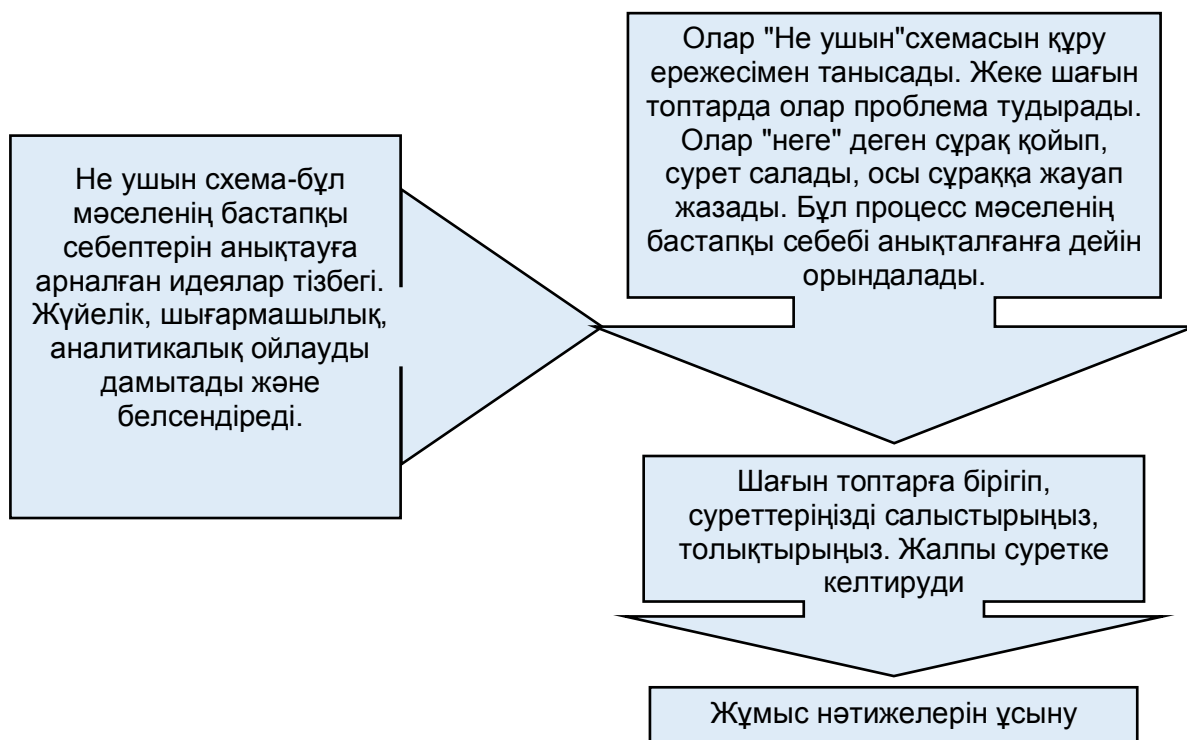 Не ушын схема-бұл
мәселенің бастапқы
себептерін анықтауға
арналған идеялар тізбегі.
Жүйелік, шығармашылық,
аналитикалық ойлауды
дамытады және
белсендіреді.
Олар "Не ушын"схемасын құру
ережесімен танысады. Жеке шағын
топтарда олар проблема тудырады.
Олар "неге" деген сұрақ қойып,
сурет салады, осы сұраққа жауап
жазады. Бұл процесс мәселенің
бастапқы себебі анықталғанға дейін
орындалады.
Шағын топтарға бірігіп,
суреттеріңізді салыстырыңыз,
толықтырыңыз. Жалпы суретке
келтируди
Жұмыс нәтижелерін ұсыну